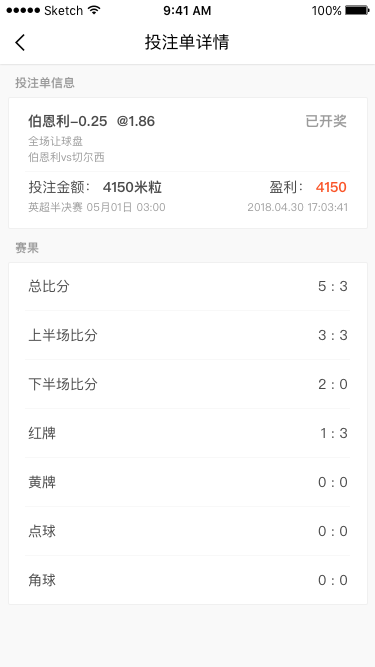 Sketch 9:41 AM 100%
投注单详情
投注单信息
伯恩利-0.25 @1.86 已开奖
全场让球盘
伯恩利vs切尔西
投注金额： 4150米粒 盈利： 4150
英超半决赛 05月01日 03:00 2018.04.30 17:03:41
赛果
总比分 5 : 3
上半场比分 3 : 3
下半场比分 2 : 0
红牌 1 : 3
黄牌 0 : 0
点球 0 : 0
角球 0 : 0